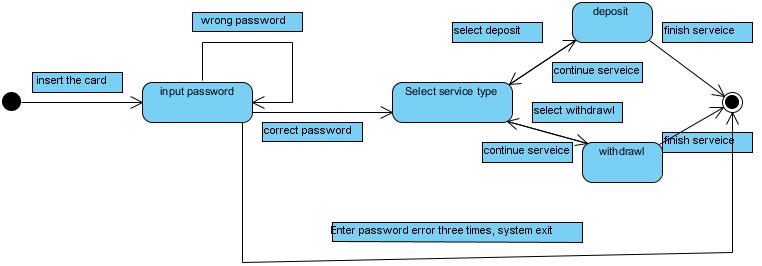 wrong password
deposit
select deposit
finish serveice
insert the card
continue serveice
input password
Select service type
select withdrawl
correct password
continue serveice
withdrawl
finish serveice
Enter password error three times, system exit